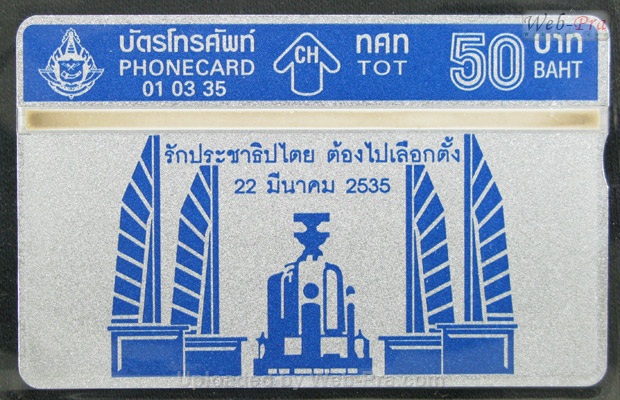 Web-Pra
บัตรโทรศัพท์
PHONECARD
01 03 35
CH
ทศท
TOT
50 บาท
BAHT
รักประชาธิปไตย ต้องไปเลือกตั้ง
22 มีนาคม 2535
Uploaded by Web-Pra.com